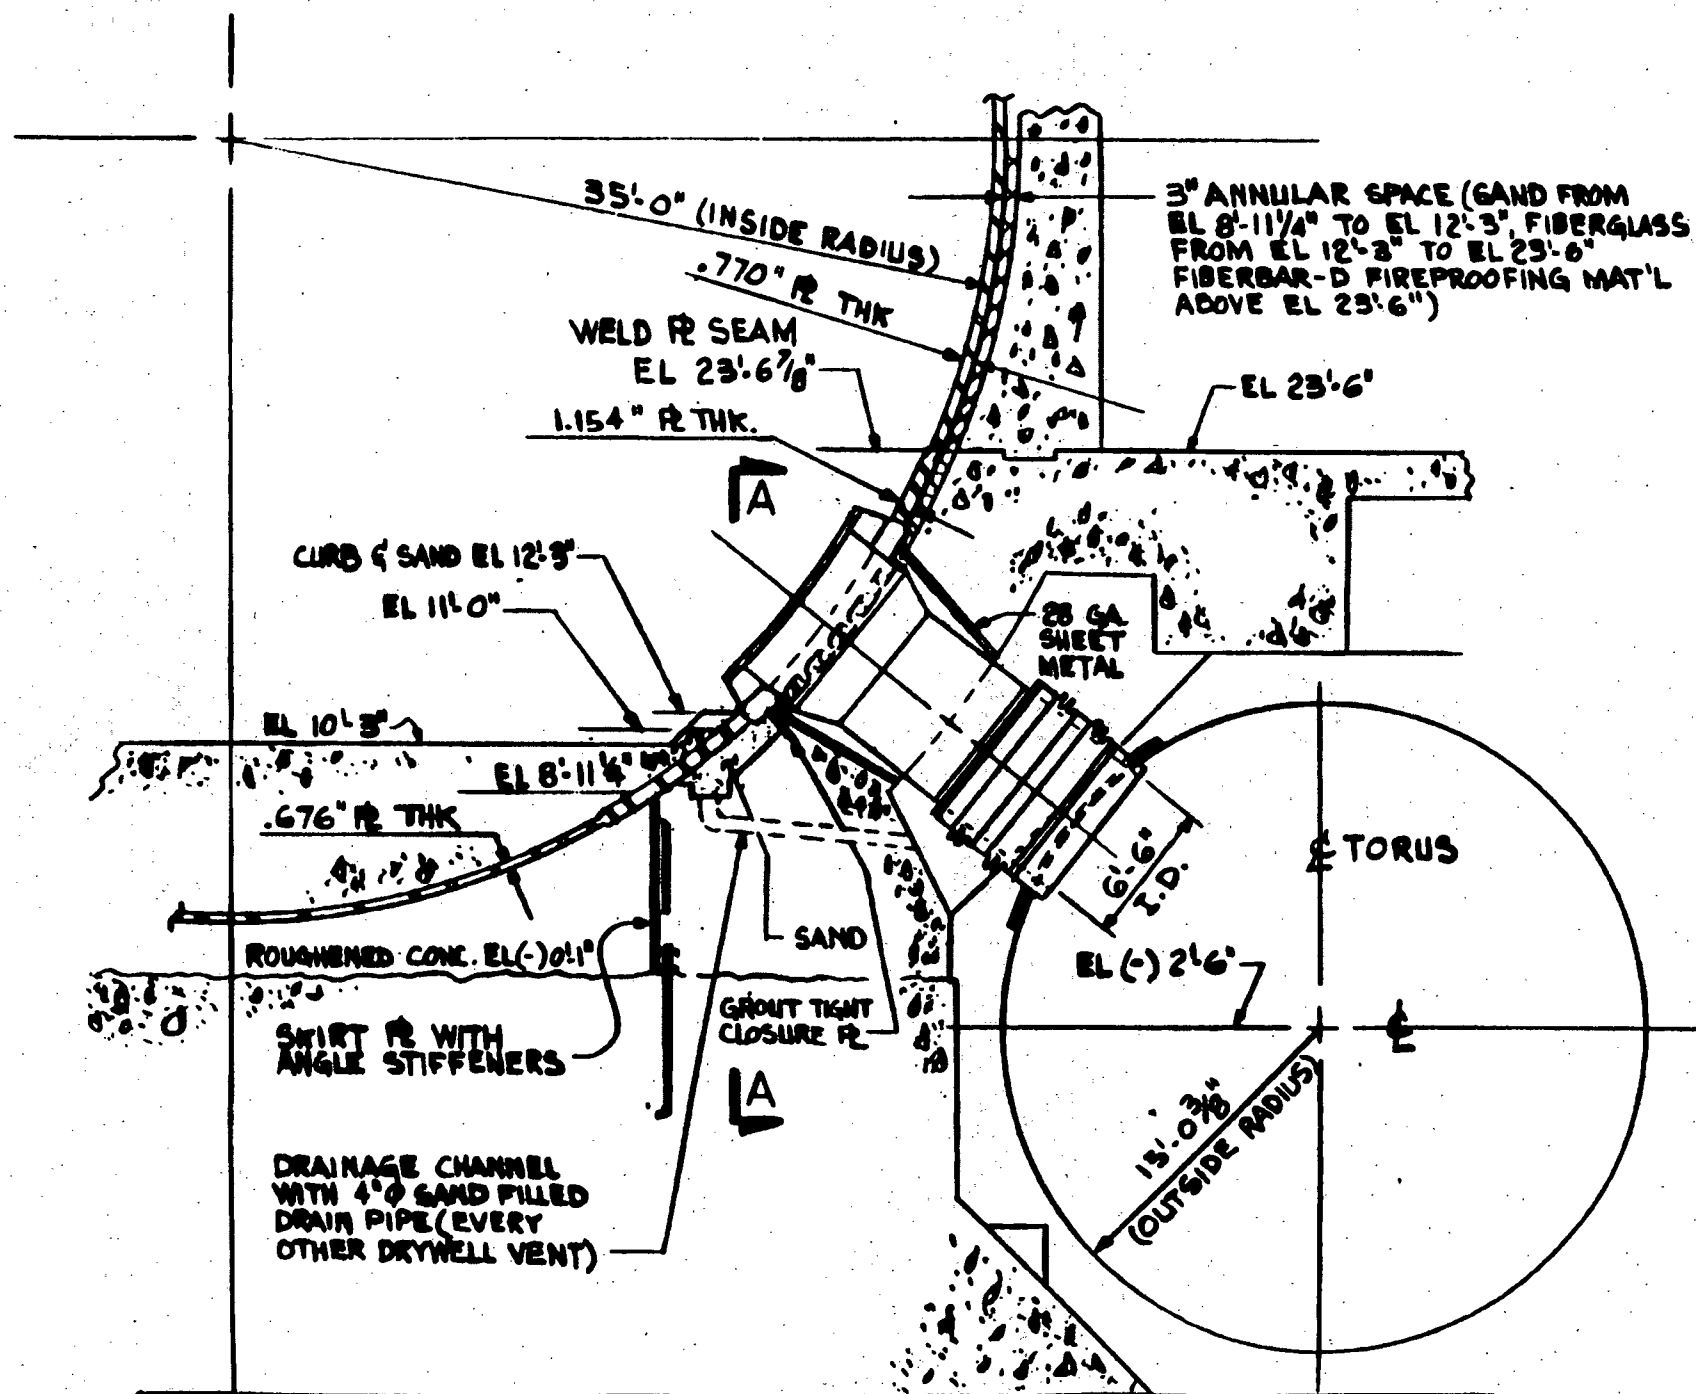 35'-0" (INSIDE RADIUS)
.770" PL THK
WELD PL SEAM
EL 23'-6 7/8"
1.154" PL THK.
3" ANNULAR SPACE (SAND FROM
EL 8'-11 1/4" TO EL 12'-3", FIBERGLASS
FROM EL 12'-3" TO EL 23'-6"
FIBERBAR-D FIREPROOFING MAT'L
ABOVE EL 23'-6")
EL 23'-6"
A
CURB & SAND EL 12'-3"
EL 11'-0"
28 GA.
SHEET
METAL
EL 10'-3"
EL 8'-11 1/4"
.676" PL THK
6'-6"
I.D.
℄ TORUS
SAND
ROUGHENED CONC. EL (-) 0'-1"
EL (-) 2'-6"
GROUT TIGHT
CLOSURE PL
℄
SKIRT PL WITH
ANGLE STIFFENERS
A
15'-0 3/8"
(OUTSIDE RADIUS)
DRAINAGE CHANNEL
WITH 4"Ø SAND FILLED
DRAIN PIPE (EVERY
OTHER DRYWELL VENT)